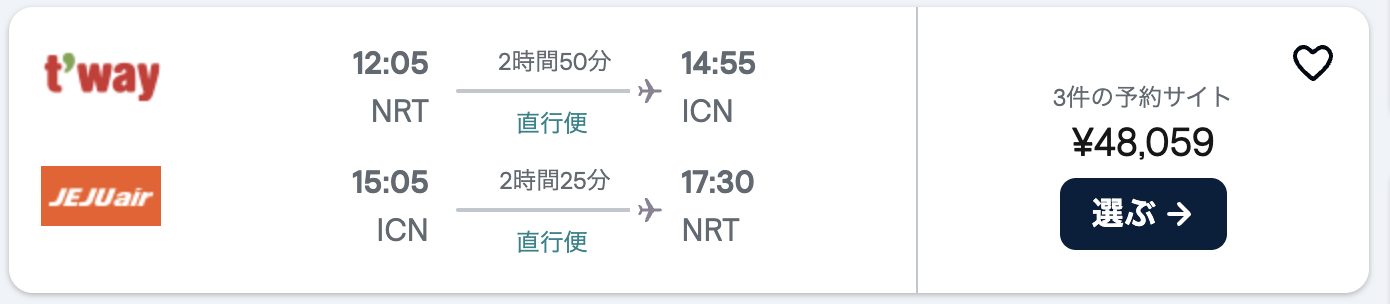 t'way
12:05
2時間50分
14:55
NRT
直行便
ICN
JEJUair
15:05
2時間25分
17:30
ICN
直行便
NRT
3件の予約サイト
¥48,059
選ぶ →